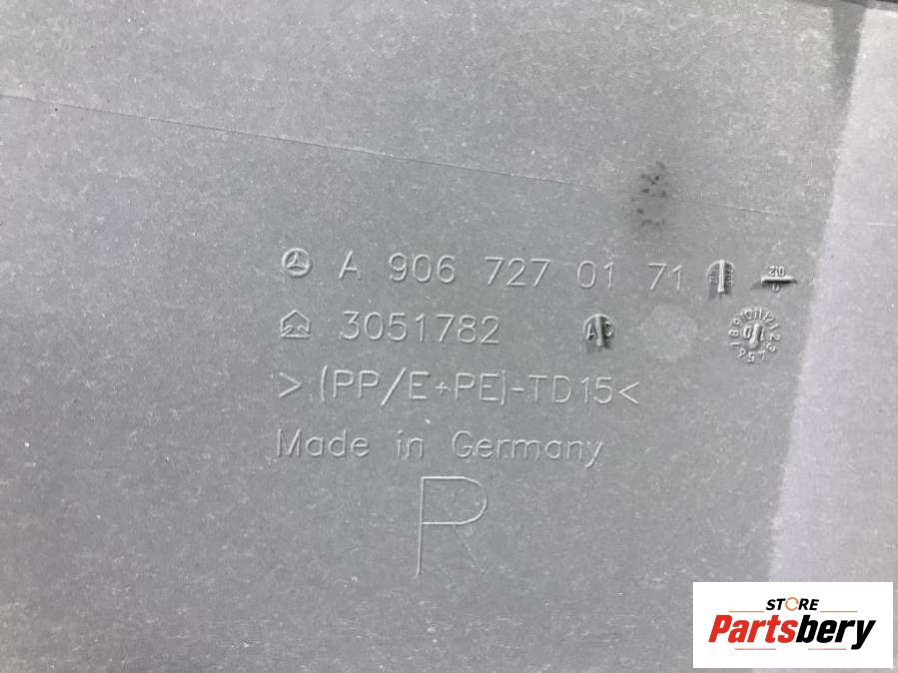 A 906 727 01 71
3051782
>(PP/E+PE)-TD15<
Made in Germany
R
STORE
Partsbery